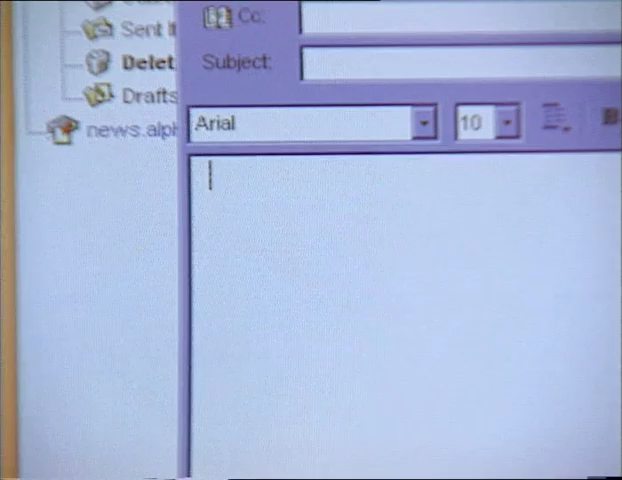 Cc:
Sent I
Subject:
Delet
Drafts
Arial
10
news.alph
B